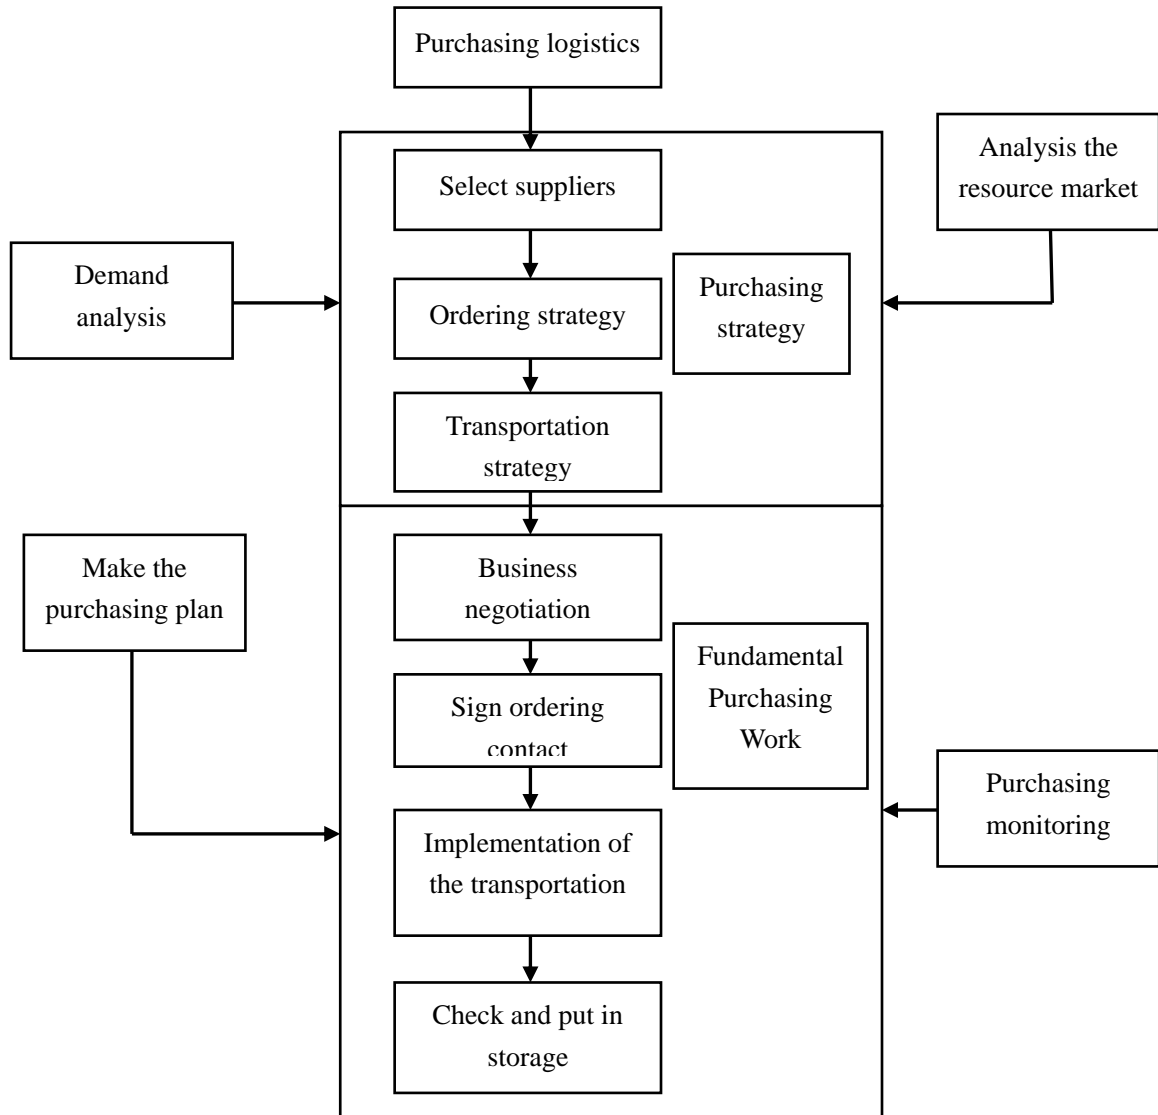 Purchasing logistics
Select suppliers
Analysis the
resource market
Demand
analysis
Ordering strategy
Purchasing
strategy
Transportation
strategy
Make the
purchasing plan
Business
negotiation
Fundamental
Purchasing
Work
Sign ordering
contact
Purchasing
monitoring
Implementation of
the transportation
Check and put in
storage